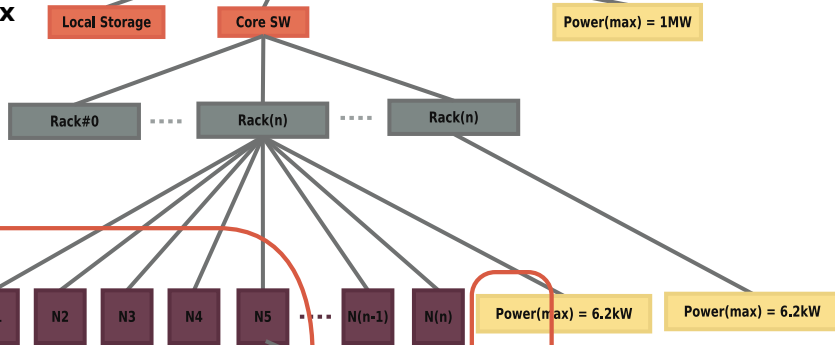 x
Local Storage
Core SW
Power(max) = 1MW
Rack#0
Rack(n)
Rack(n)
N2
N3
N4
N5
N(n-1)
N(n)
Power(max) = 6.2kW
Power(max) = 6.2kW